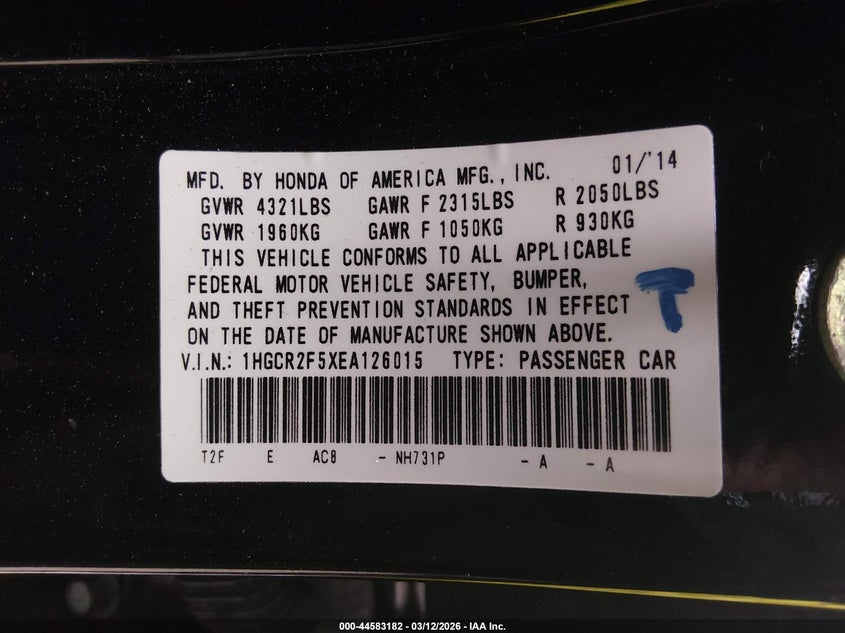 MFD. BY HONDA OF AMERICA MFG., INC. 01/'14
GVWR 4321LBS GAWR F 2315LBS R 2050LBS
GVWR 1960KG GAWR F 1050KG R 930KG
THIS VEHICLE CONFORMS TO ALL APPLICABLE
FEDERAL MOTOR VEHICLE SAFETY, BUMPER,
AND THEFT PREVENTION STANDARDS IN EFFECT
ON THE DATE OF MANUFACTURE SHOWN ABOVE.
T
V.I.N.: 1HGCR2F5XEA126015 TYPE: PASSENGER CAR
T2F E AC8 - NH731P - A - A
000-44583182 - 03/12/2026 - IAA Inc.